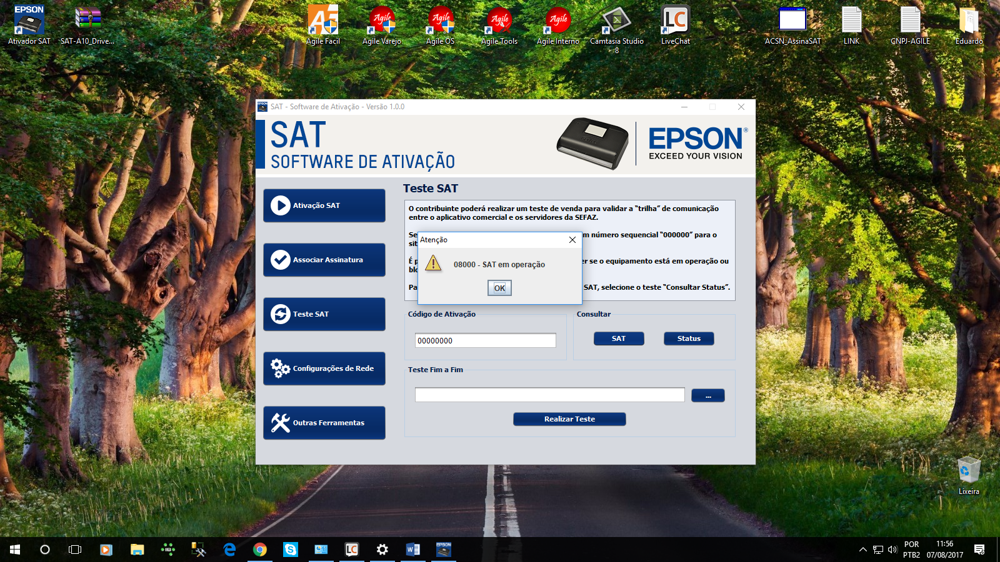 EPSON
Ativador SAT
SAT-A10_Drive...
Agile Facil
Agile Varejo
Agile OS
Agile Tools
Agile Interno
Camtasia Studio
8
LC
LiveChat
ACSN_AssinaSAT
LINK
CNPJ-AGILE
Eduardo
SAT - Software de Ativação - Versão 1.0.0
SAT
SOFTWARE DE ATIVAÇÃO
EPSON®
EXCEED YOUR VISION
Ativação SAT
Associar Assinatura
Teste SAT
Configurações de Rede
Outras Ferramentas
Teste SAT
O contribuinte poderá realizar um teste de venda para validar a “trilha” de comunicação
entre o aplicativo comercial e os servidores da SEFAZ.
Se
m número sequencial “000000” para o
sit
É p
er se o equipamento está em operação ou
blo
Pa
SAT, selecione o teste “Consultar Status”.
Atenção
08000 - SAT em operação
OK
Código de Ativação
00000000
Consultar
SAT
Status
Teste Fim a Fim
...
Realizar Teste
Lixeira
POR
PTB2
11:56
07/08/2017